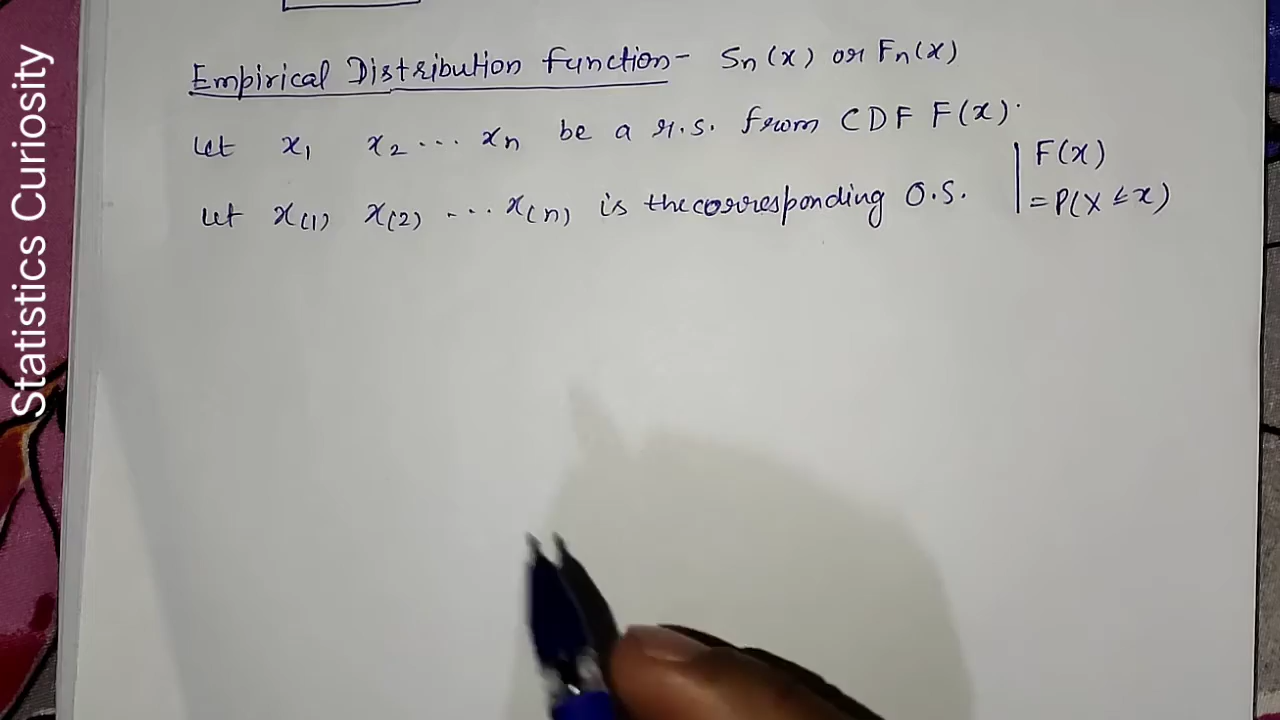 Statistics Curiosity
Empirical Distribution function- Sn(x) or Fn(x)
Let x1 x2 ... xn be a r.s. from CDF F(x).
Let x(1) x(2) ... x(n) is the corresponding O.S.
F(x)
= P(X ≤ x)